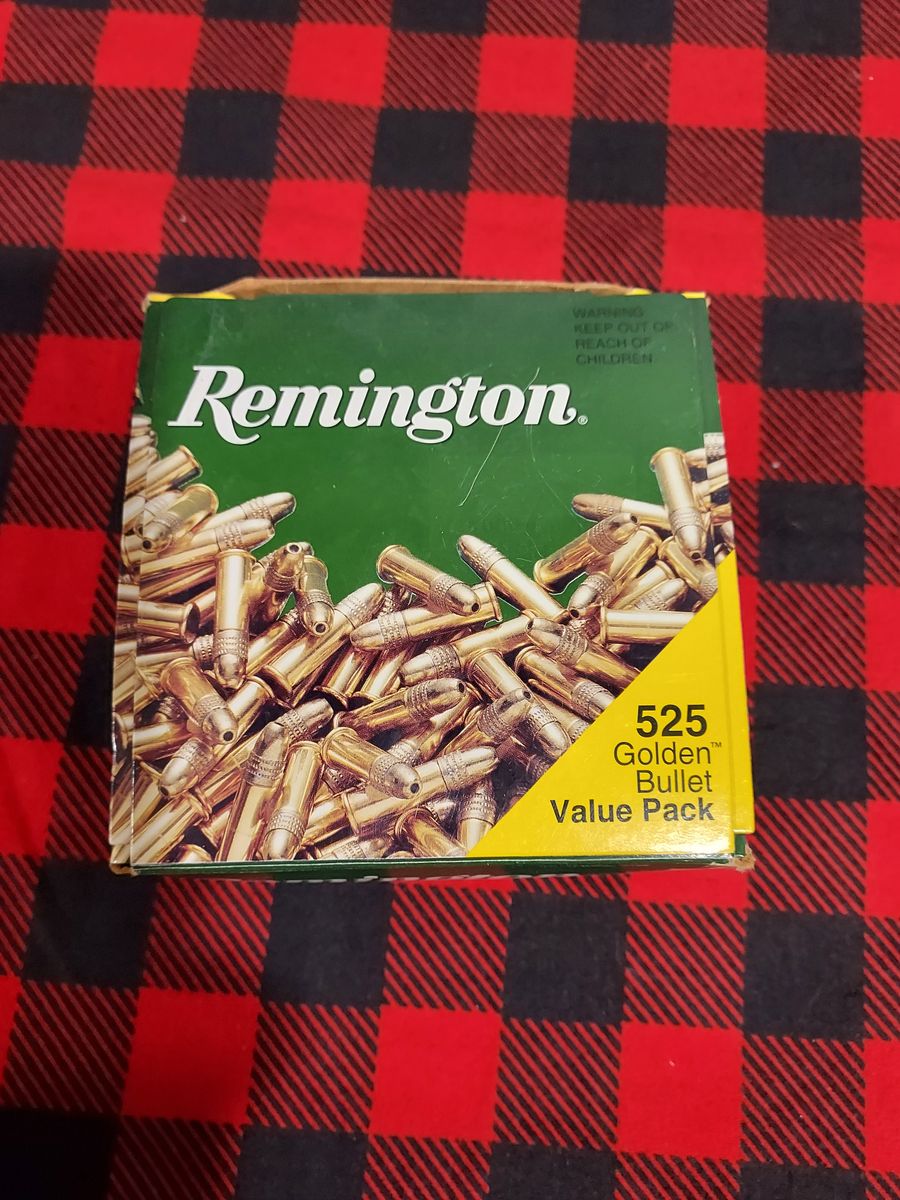 WARNING
KEEP OUT OF
REACH OF
CHILDREN.
Remington®
525
Golden™
Bullet
Value Pack